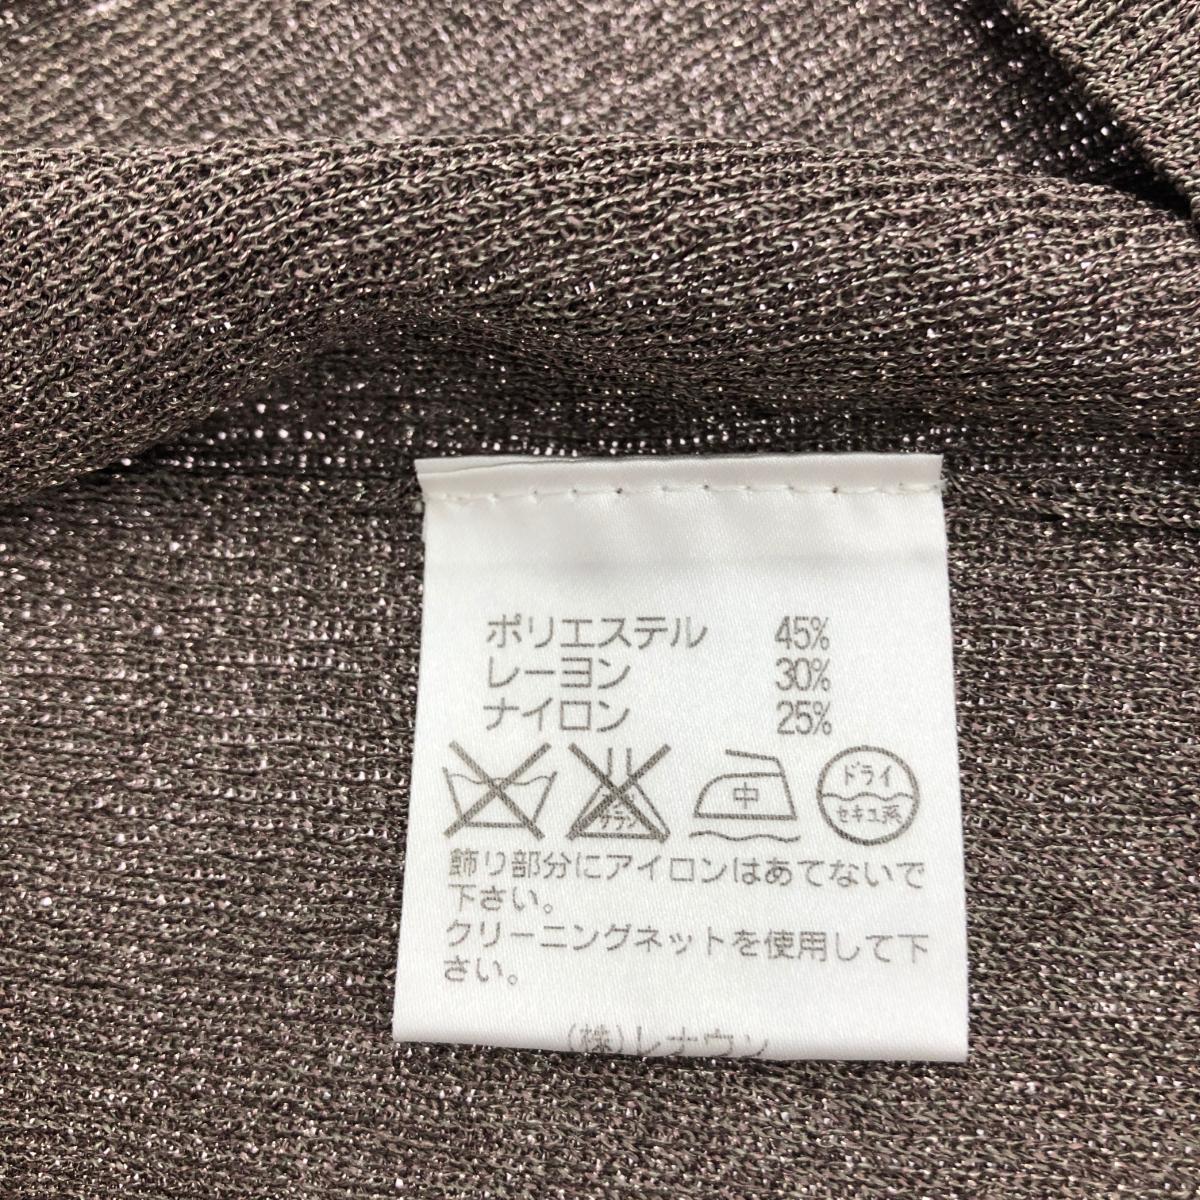 ポリエステル 45%
レーヨン 30%
ナイロン 25%
サラシ
中
ドライ
セキユ系
飾り部分にアイロンはあてないで
下さい。
クリーニングネットを使用して下
さい。
(株)レナウン